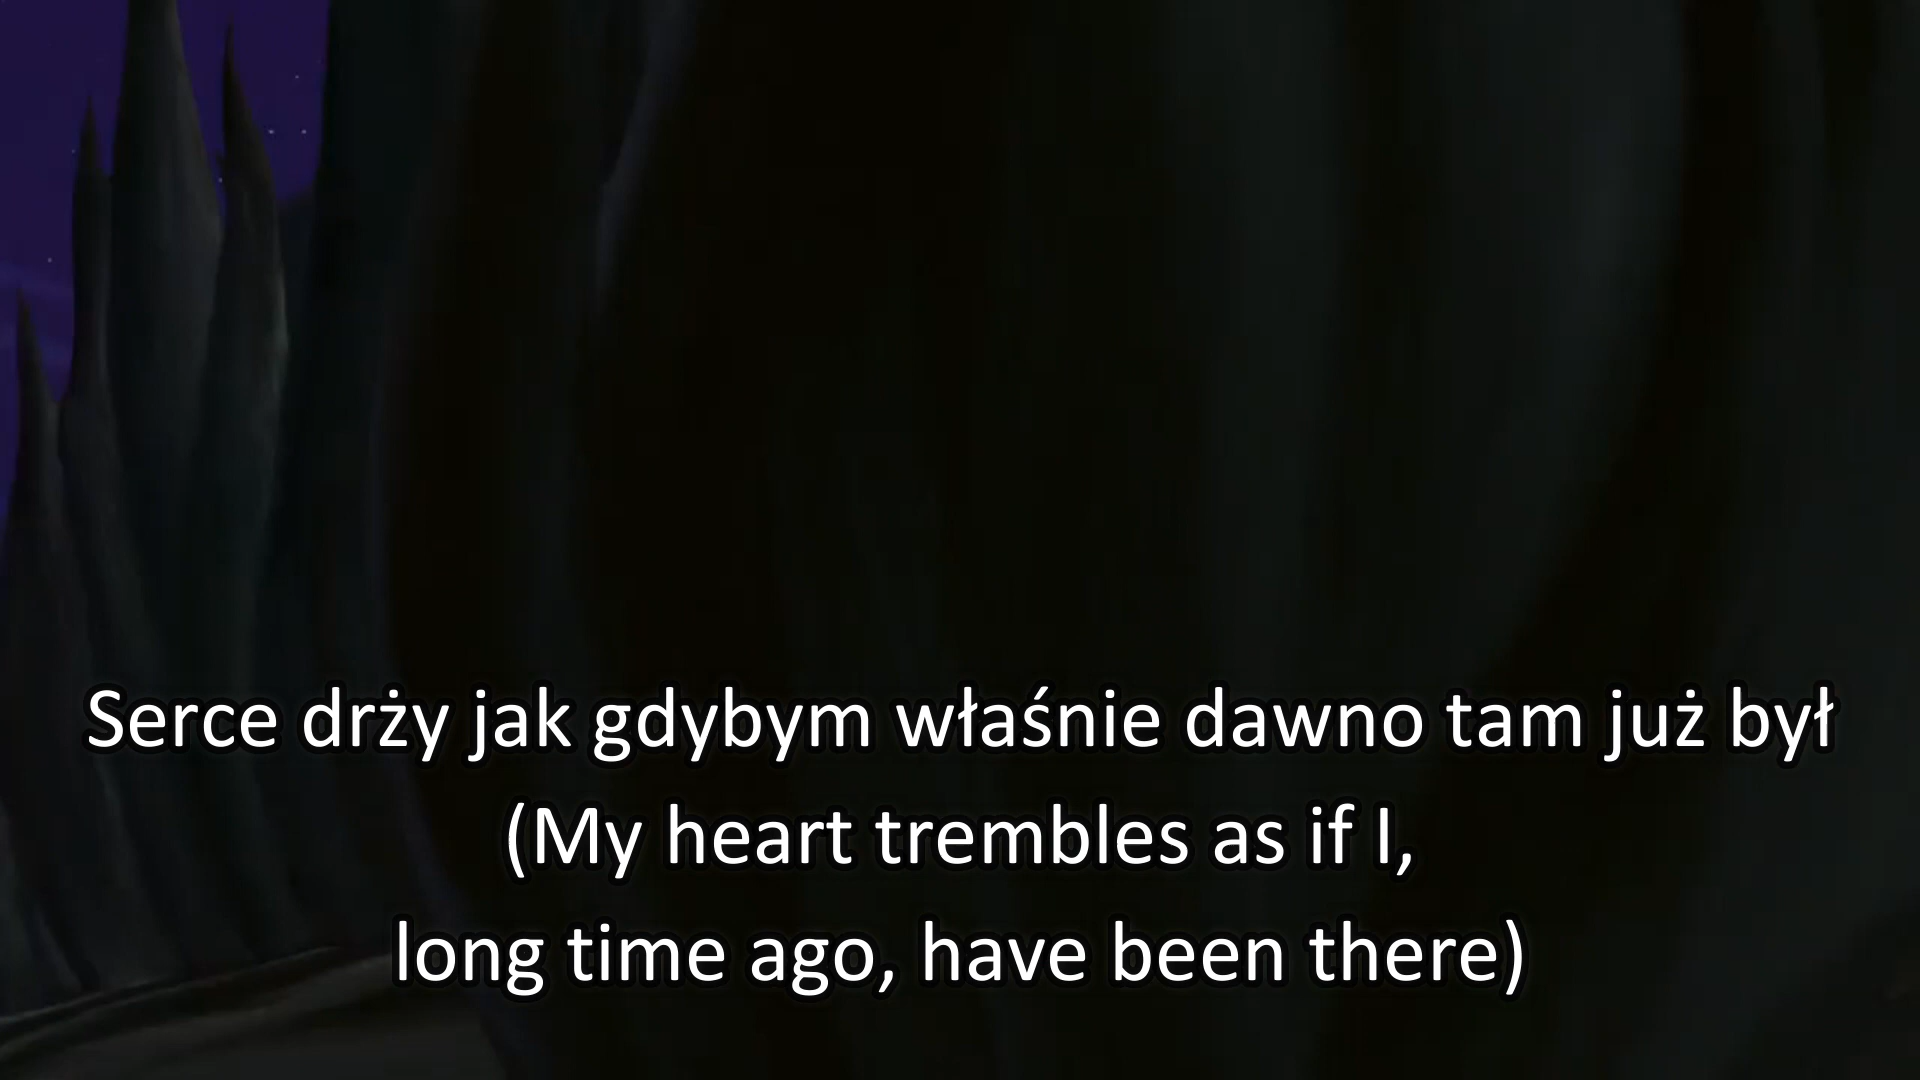 Serce drży jak gdybym właśnie dawno tam już był
(My heart trembles as if I,
long time ago, have been there)